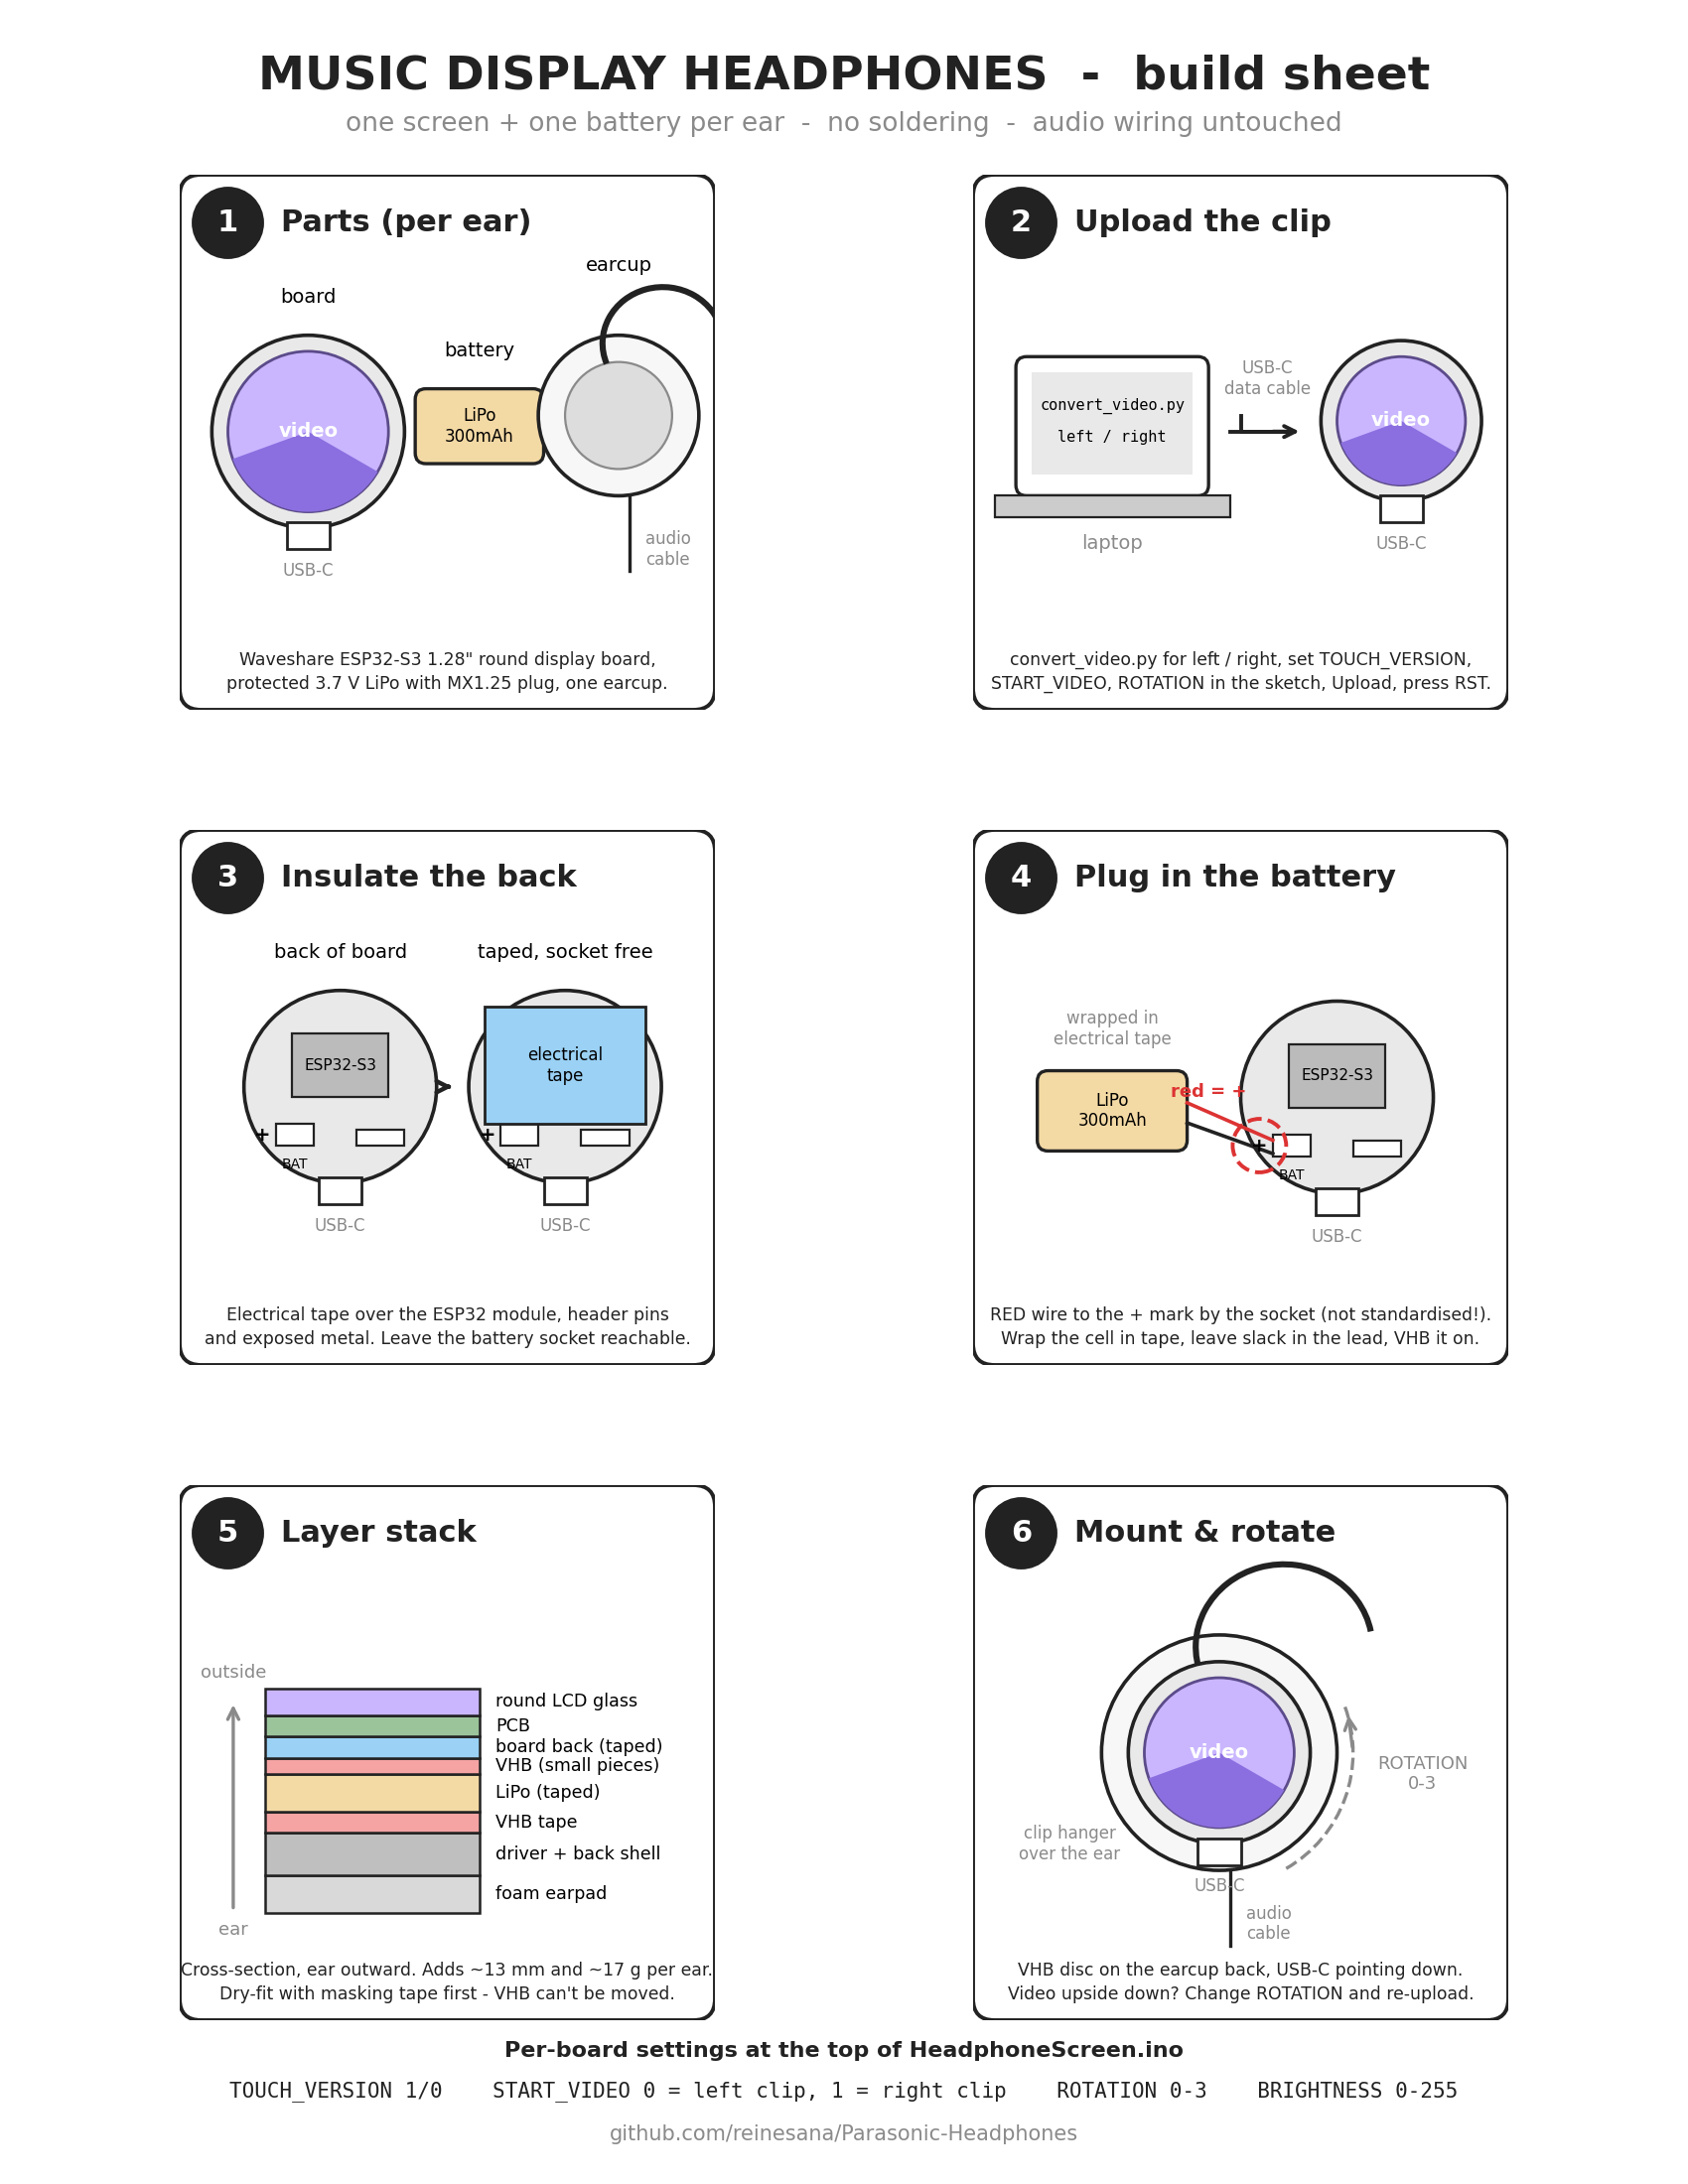 MUSIC DISPLAY HEADPHONES - build sheet
one screen + one battery per ear - no soldering - audio wiring untouched
1 Parts (per ear)
earcup
board
battery
video
LiPo
300mAh
audio
cable
USB-C
Waveshare ESP32-S3 1.28" round display board,
protected 3.7 V LiPo with MX1.25 plug, one earcup.
2 Upload the clip
USB-C
data cable
convert_video.py
left / right
video
laptop
USB-C
convert_video.py for left / right, set TOUCH_VERSION,
START_VIDEO, ROTATION in the sketch, Upload, press RST.
3 Insulate the back
back of board
taped, socket free
ESP32-S3
electrical
tape
+
BAT
+
BAT
USB-C
USB-C
Electrical tape over the ESP32 module, header pins
and exposed metal. Leave the battery socket reachable.
4 Plug in the battery
wrapped in
electrical tape
ESP32-S3
red = +
LiPo
300mAh
+
BAT
USB-C
RED wire to the + mark by the socket (not standardised!).
Wrap the cell in tape, leave slack in the lead, VHB it on.
5 Layer stack
outside
round LCD glass
PCB
board back (taped)
VHB (small pieces)
LiPo (taped)
VHB tape
driver + back shell
foam earpad
ear
Cross-section, ear outward. Adds ~13 mm and ~17 g per ear.
Dry-fit with masking tape first - VHB can't be moved.
6 Mount & rotate
video
ROTATION
0-3
clip hanger
over the ear
USB-C
audio
cable
VHB disc on the earcup back, USB-C pointing down.
Video upside down? Change ROTATION and re-upload.
Per-board settings at the top of HeadphoneScreen.ino
TOUCH_VERSION 1/0 START_VIDEO 0 = left clip, 1 = right clip ROTATION 0-3 BRIGHTNESS 0-255
github.com/reinesana/Parasonic-Headphones